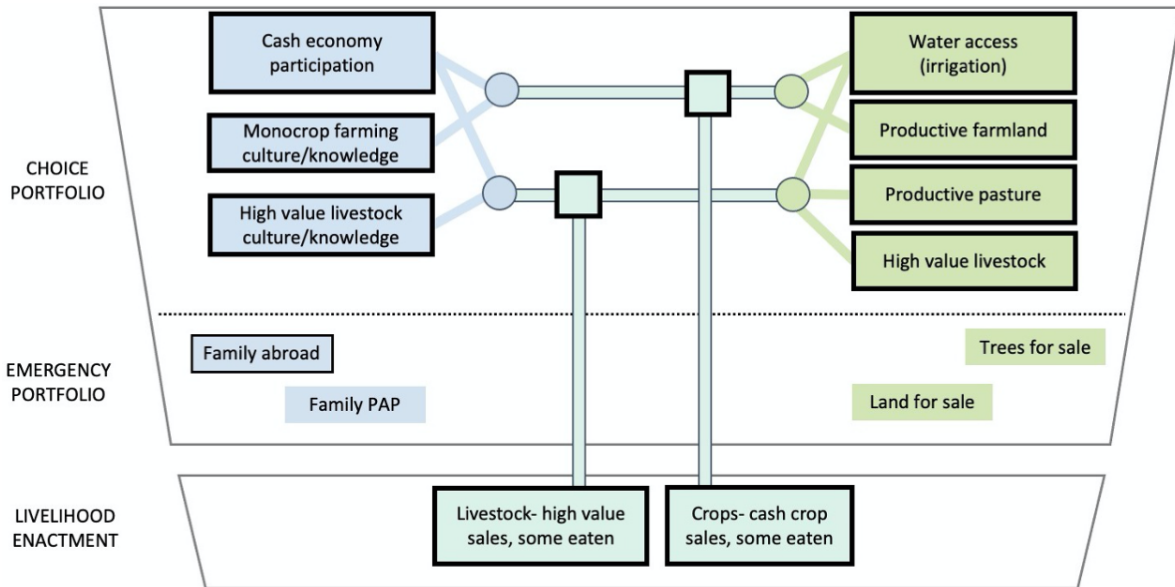 Cash economy
participation
Water access
(irrigation)
Monocrop farming
culture/knowledge
Productive farmland
CHOICE
PORTFOLIO
Productive pasture
High value livestock
culture/knowledge
High value livestock
EMERGENCY
PORTFOLIO
Family abroad
Trees for sale
Family PAP
Land for sale
LIVELIHOOD
ENACTMENT
Livestock- high value
sales, some eaten
Crops- cash crop
sales, some eaten